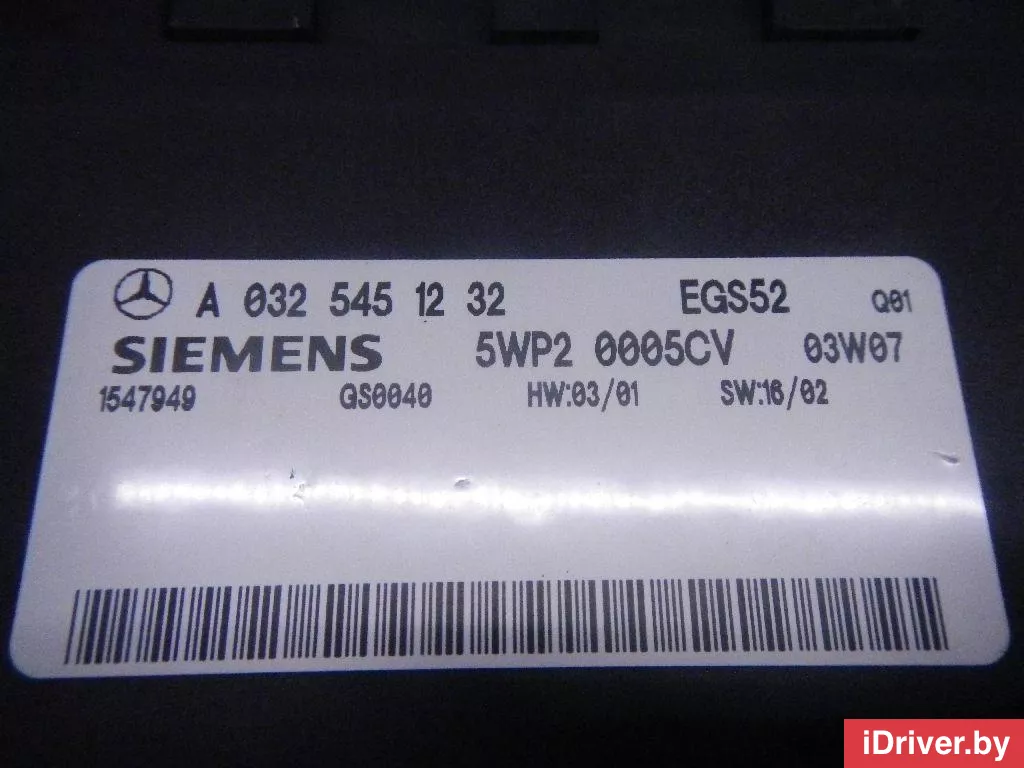 A 032 545 12 32 EGS52 Q01
SIEMENS 5WP2 0005CV 03W07
1547949 QS0040 HW:03/01 SW:16/02
iDriver.by